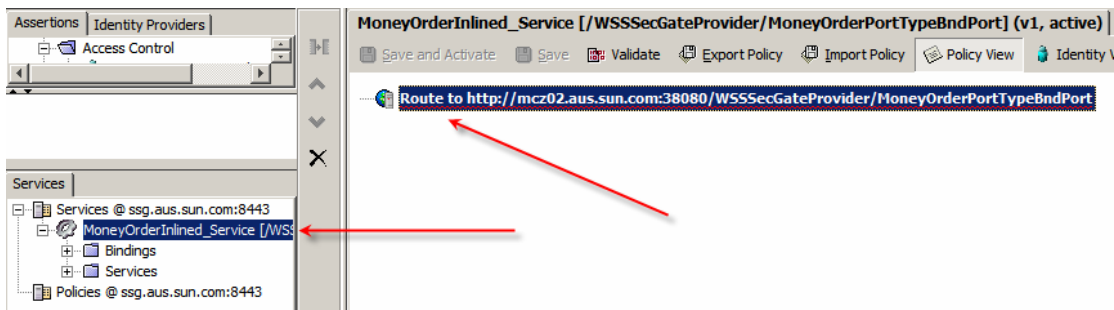 Assertions
Identity Providers
Access Control
Services
Services @ ssg.aus.sun.com:8443
MoneyOrderInlined_Service [/WSS
Bindings
Services
Policies @ ssg.aus.sun.com:8443
MoneyOrderInlined_Service [/WSSSecGateProvider/MoneyOrderPortTypeBndPort] (v1, active)
Save and Activate Save Validate Export Policy Import Policy Policy View Identity V
Route to http://mcz02.aus.sun.com:38080/WSSSecGateProvider/MoneyOrderPortTypeBndPort